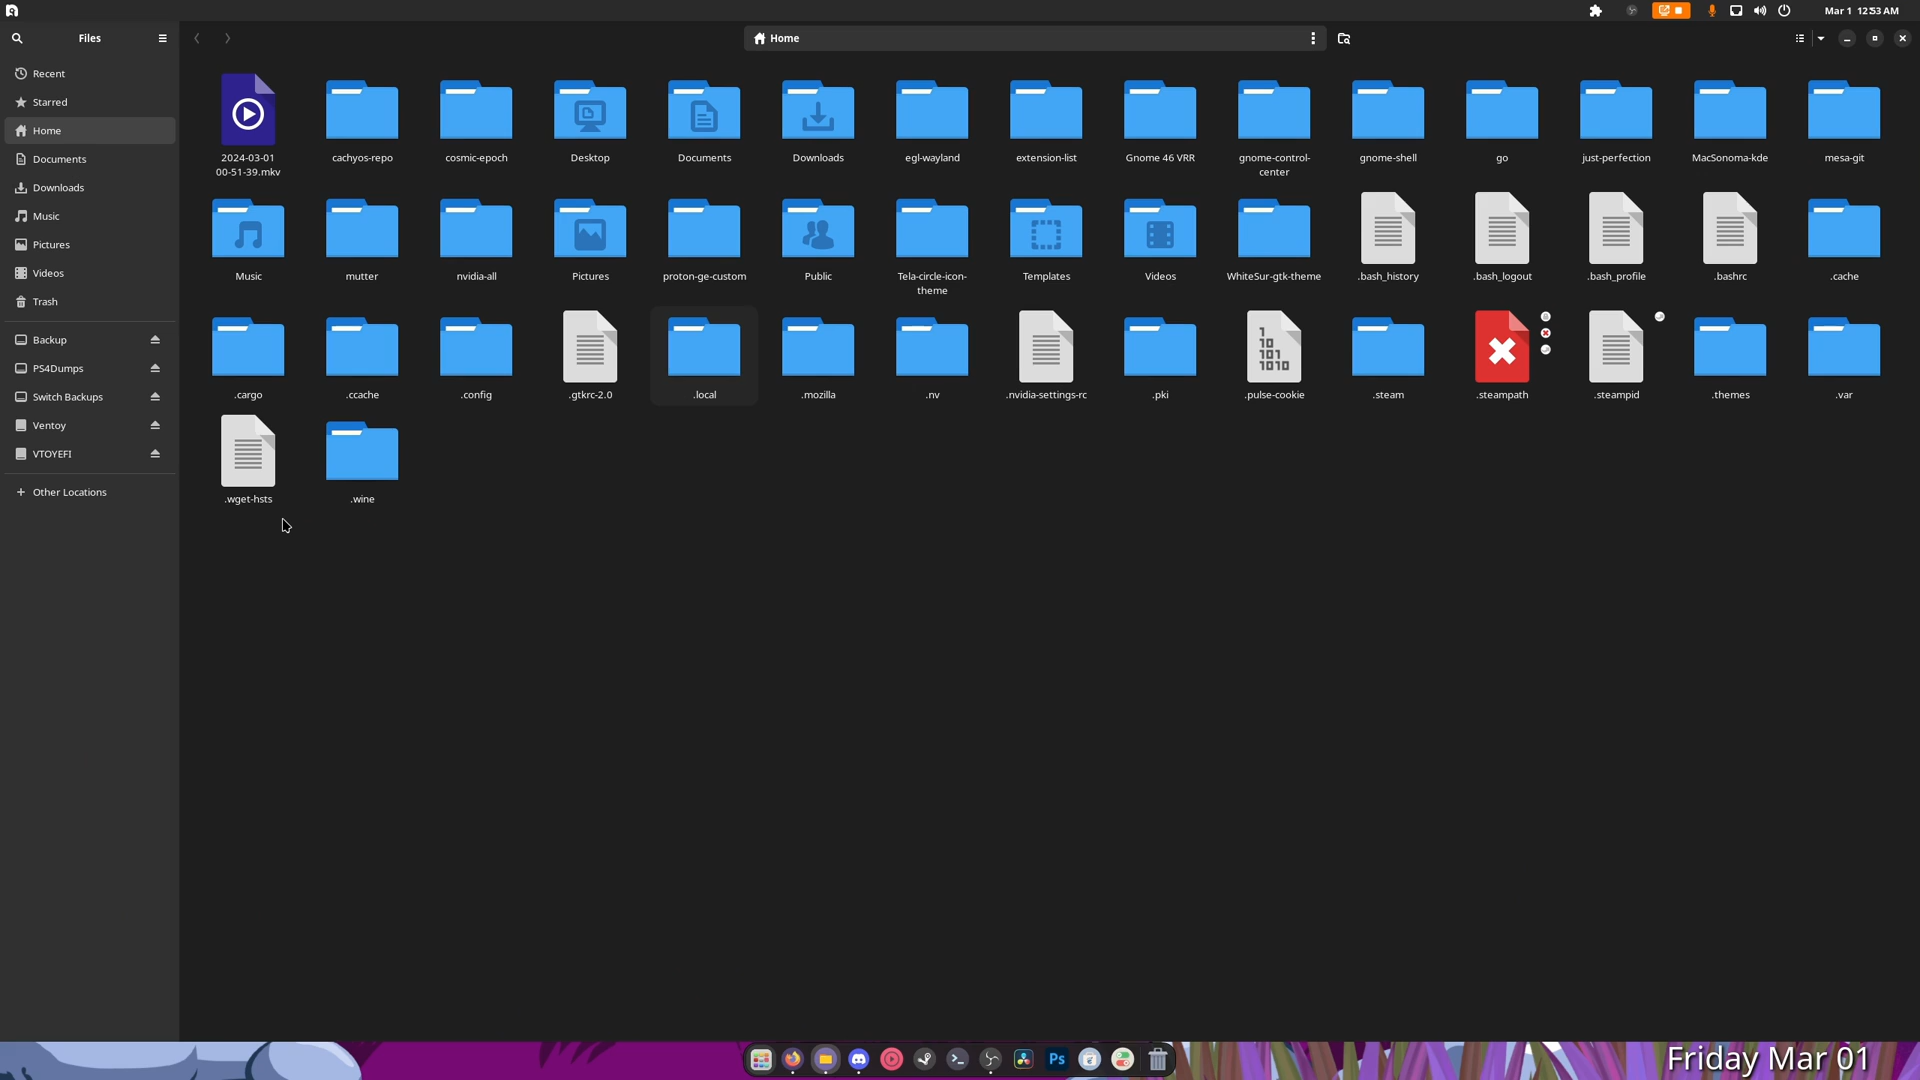 Mar 1 12:53 AM
Files
Home
Recent
Starred
Home
Documents
Downloads
Music
Pictures
Videos
Trash
Backup
PS4Dumps
Switch Backups
Ventoy
VTOYEFI
Other Locations
2024-03-01
00-51-39.mkv
cachyos-repo
cosmic-epoch
Desktop
Documents
Downloads
egl-wayland
extension-list
Gnome 46 VRR
gnome-control-
center
gnome-shell
go
just-perfection
MacSonoma-kde
mesa-git
Music
mutter
nvidia-all
Pictures
proton-ge-custom
Public
Tela-circle-icon-
theme
Templates
Videos
WhiteSur-gtk-theme
.bash_history
.bash_logout
.bash_profile
.bashrc
.cache
.cargo
.ccache
.config
.gtkrc-2.0
.local
.mozilla
.nv
.nvidia-settings-rc
.pki
1
10
101
1010
.pulse-cookie
.steam
.steampath
.steampid
.themes
.var
.wget-hsts
.wine
Ps
Friday Mar 01